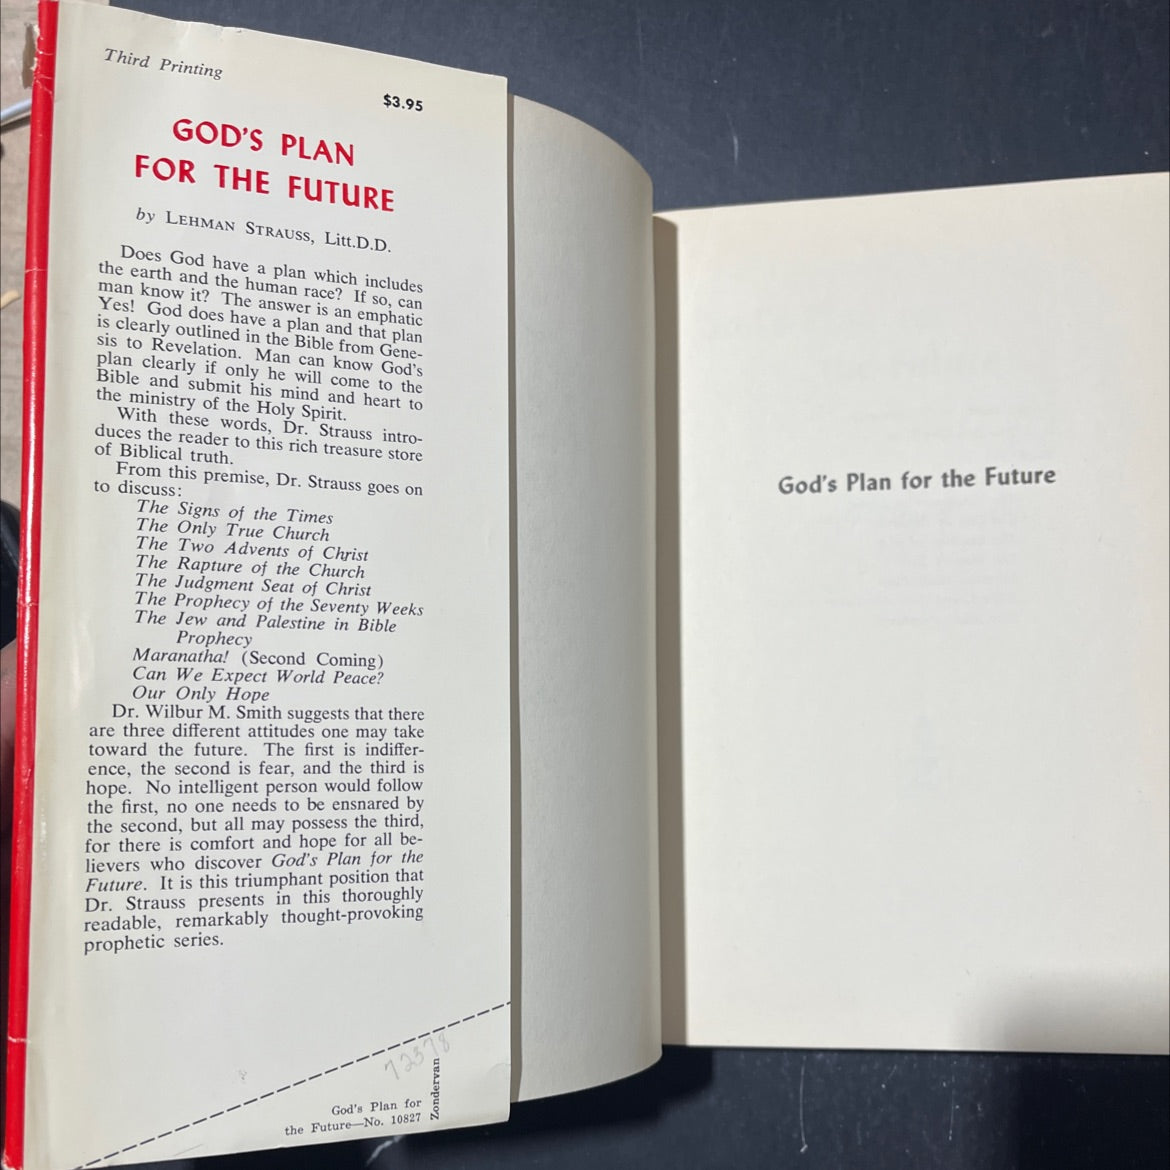 Third Printing
$3.95
GOD'S PLAN
FOR THE FUTURE
by LEHMAN STRAUSS, Litt.D.D.
Does God have a plan which includes
the earth and the human race? If so, can
man know it? The answer is an emphatic
Yes! God does have a plan and that plan
is clearly outlined in the Bible from Gene-
sis to Revelation. Man can know God's
plan clearly if only he will come to the
Bible and submit his mind and heart to
the ministry of the Holy Spirit.
With these words, Dr. Strauss intro-
duces the reader to this rich treasure store
of Biblical truth.
From this premise, Dr. Strauss goes on
to discuss:
The Signs of the Times
The Only True Church
The Two Advents of Christ
The Rapture of the Church
The Judgment Seat of Christ
The Prophecy of the Seventy Weeks
The Jew and Palestine in Bible
Prophecy
Maranatha! (Second Coming)
Can We Expect World Peace?
Our Only Hope
Dr. Wilbur M. Smith suggests that there
are three different attitudes one may take
toward the future. The first is indiffer-
ence, the second is fear, and the third is
hope. No intelligent person would follow
the first, no one needs to be ensnared by
the second, but all may possess the third,
for there is comfort and hope for all be-
lievers who discover God's Plan for the
Future. It is this triumphant position that
Dr. Strauss presents in this thoroughly
readable, remarkably thought-provoking
prophetic series.
72378
God's Plan for
the Future—No. 10827
Zondervan
God's Plan for the Future